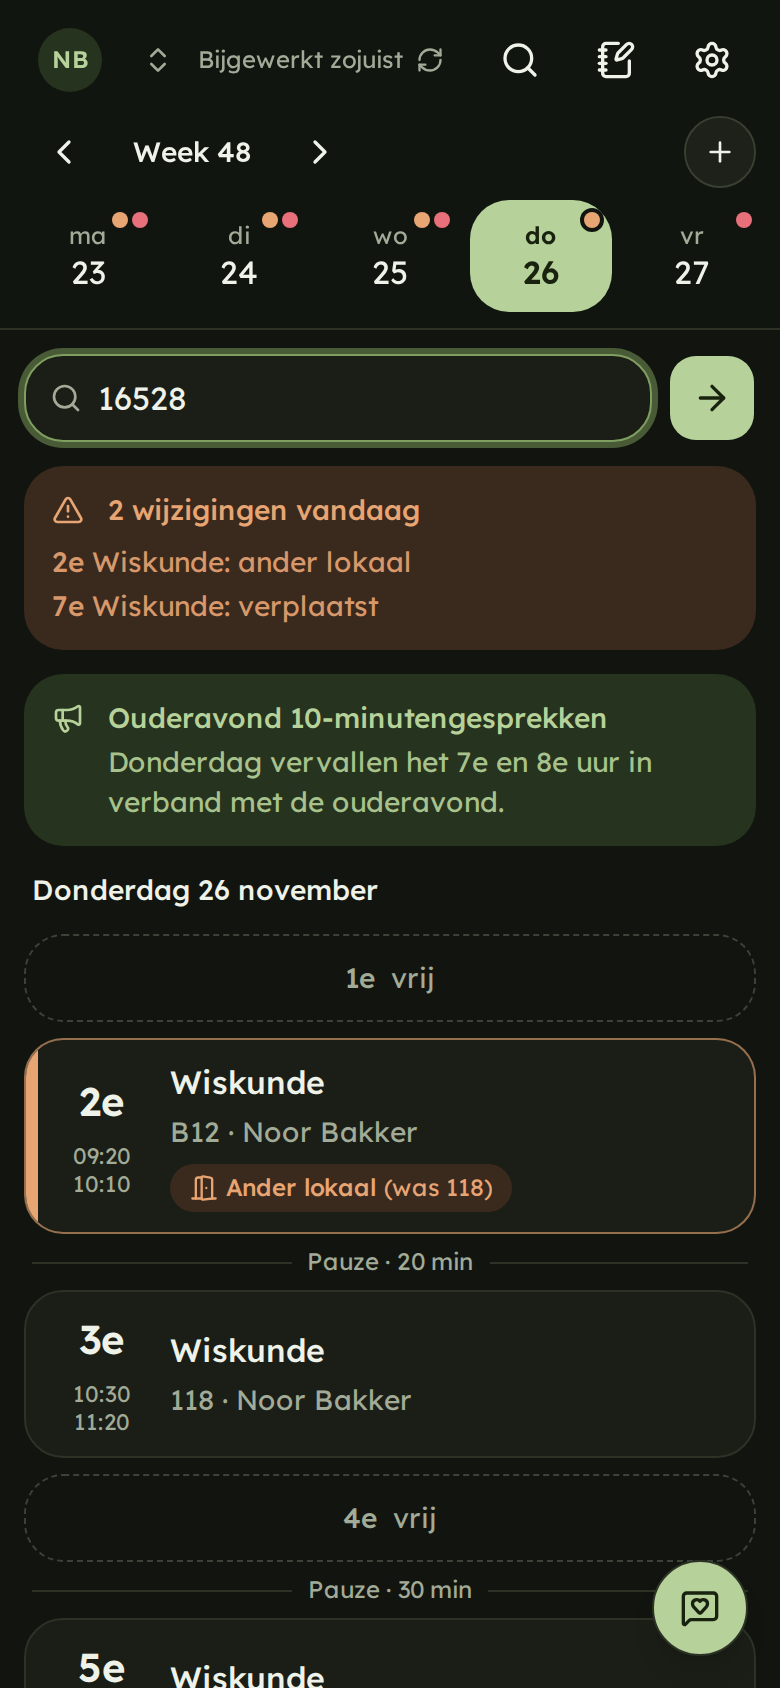 NB
Bijgewerkt zojuist
Week 48
ma di wo do vr
23 24 25 26 27
16528
2 wijzigingen vandaag
2e Wiskunde: ander lokaal
7e Wiskunde: verplaatst
Ouderavond 10-minutengesprekken
Donderdag vervallen het 7e en 8e uur in
verband met de ouderavond.
Donderdag 26 november
1e vrij
2e
09:20
10:10
Wiskunde
B12 · Noor Bakker
Ander lokaal (was 118)
Pauze · 20 min
3e
10:30
11:20
Wiskunde
118 · Noor Bakker
4e vrij
Pauze · 30 min
5e
Wiskunde